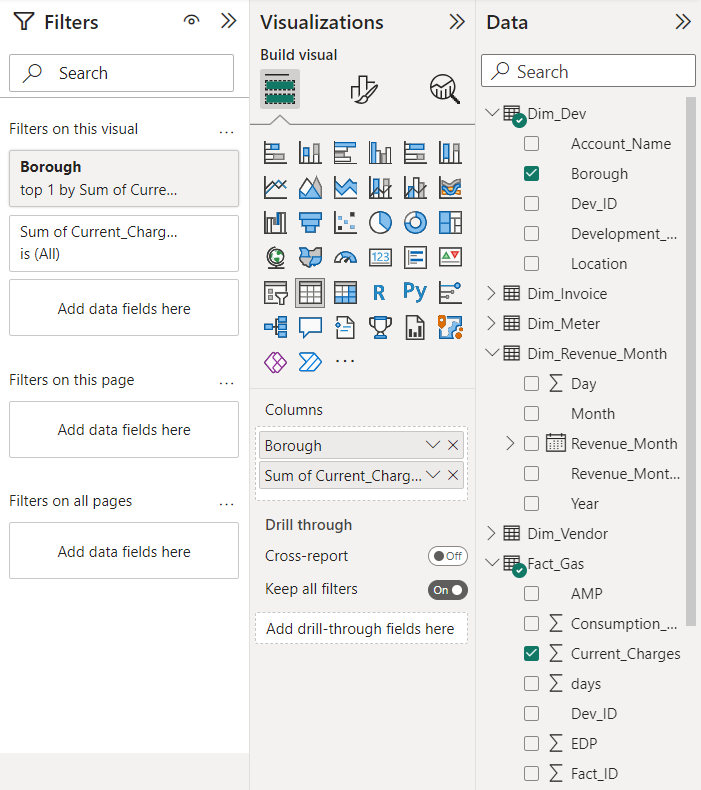 Filters
Search
Filters on this visual
...
Borough
top 1 by Sum of Curre...
Sum of Current_Charg...
is (All)
Add data fields here
Filters on this page
...
Add data fields here
Filters on all pages
...
Add data fields here
Visualizations
Build visual
123
R
Py
...
Columns
Borough
Sum of Current_Charg...
Drill through
Cross-report
Off
Keep all filters
On
Add drill-through fields here
Data
Search
Dim_Dev
Account_Name
Borough
Dev_ID
Development_...
Location
Dim_Invoice
Dim_Meter
Dim_Revenue_Month
Day
Month
Revenue_Month
Revenue_Mont...
Year
Dim_Vendor
Fact_Gas
AMP
Consumption_...
Current_Charges
days
Dev_ID
EDP
Fact_ID